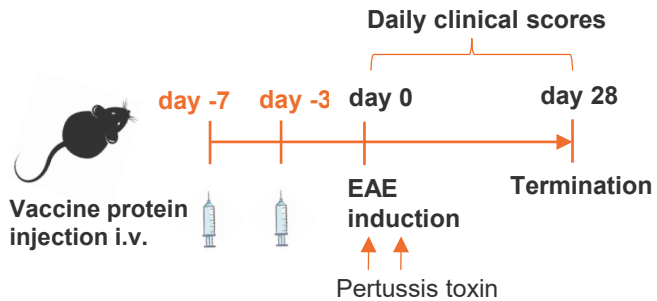 Daily clinical scores
day -7
day -3
day 0
day 28
Vaccine protein
injection i.v.
EAE
induction
Termination
Pertussis toxin